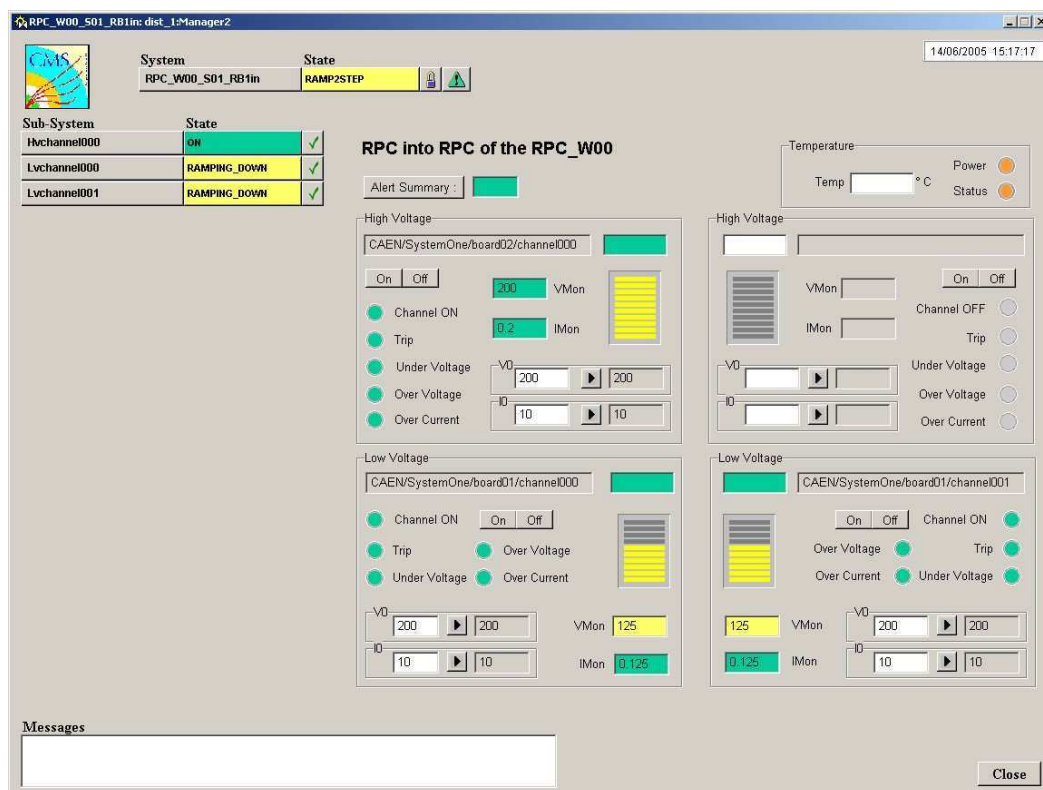 RPC_W00_S01_RB1in: dist_1:Manager2
CMS
14/06/2005 15:17:17
System State
RPC_W00_S01_RB1in RAMP2STEP
Sub-System State
Hvchannel000 ON
Lvchannel000 RAMPING_DOWN
Lvchannel001 RAMPING_DOWN
RPC into RPC of the RPC_W00
Alert Summary :
Temperature
Temp ° C
Power
Status
High Voltage
CAEN/SystemOne/board02/channel000
On Off
200 VMon
Channel ON
0.2 IMon
Trip
Under Voltage
V0
200 200
Over Voltage
I0
10 10
Over Current
High Voltage
VMon
On Off
Channel OFF
IMon
Trip
V0
Under Voltage
I0
Over Voltage
Over Current
Low Voltage
CAEN/SystemOne/board01/channel000
Channel ON On Off
Trip Over Voltage
Under Voltage Over Current
V0
200 200 VMon 125
I0
10 10 IMon 0.125
Low Voltage
CAEN/SystemOne/board01/channel001
On Off Channel ON
Over Voltage Trip
Over Current Under Voltage
V0
125 VMon 200 200
I0
0.125 IMon 10 10
Messages
Close